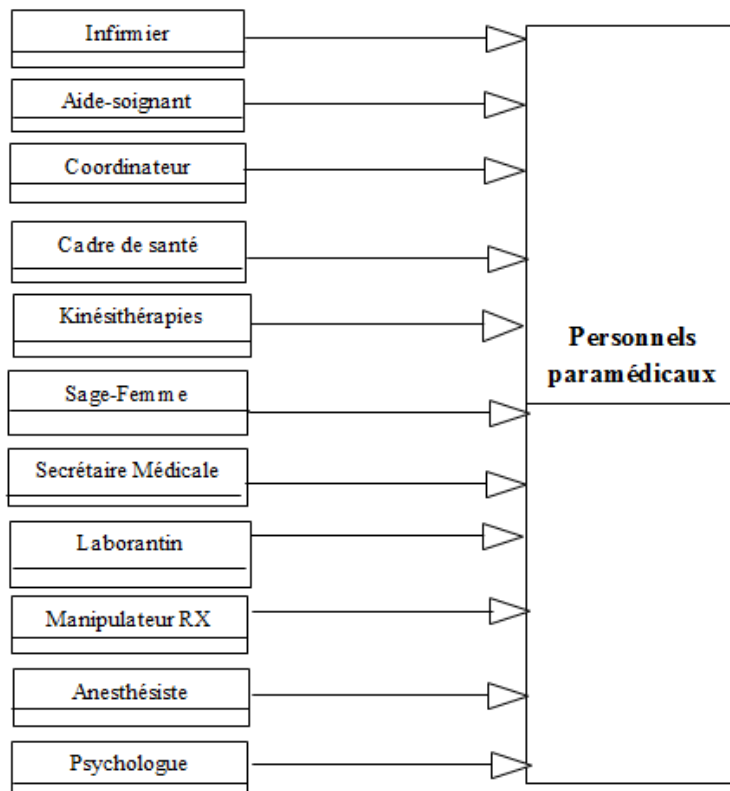 Infirmier
Aide-soignant
Coordinateur
Cadre de santé
Kinésithérapies
Personnels
paramédicaux
Sage-Femme
Secrétaire Médicale
Laborantin
Manipulateur RX
Anesthésiste
Psychologue